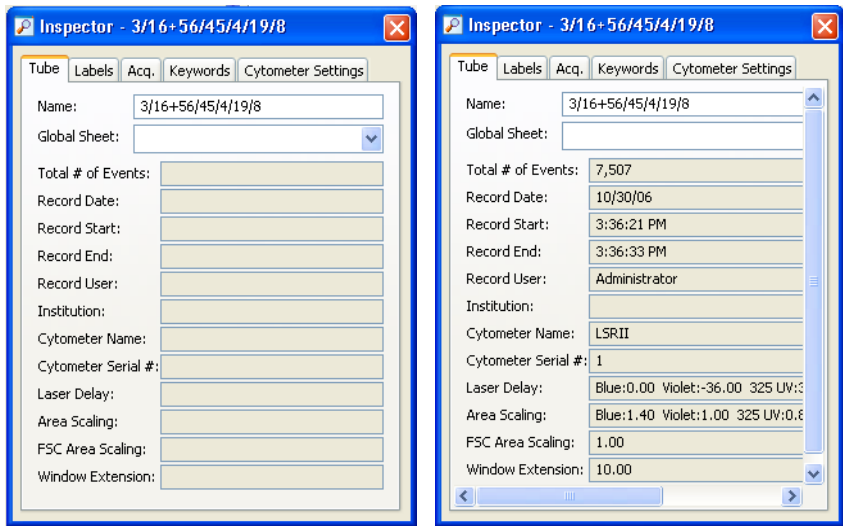 Inspector - 3/16+56/45/4/19/8
Tube Labels Acq. Keywords Cytometer Settings
Name: 3/16+56/45/4/19/8
Global Sheet:
Total # of Events:
Record Date:
Record Start:
Record End:
Record User:
Institution:
Cytometer Name:
Cytometer Serial #:
Laser Delay:
Area Scaling:
FSC Area Scaling:
Window Extension:
Inspector - 3/16+56/45/4/19/8
Tube Labels Acq. Keywords Cytometer Settings
Name: 3/16+56/45/4/19/8
Global Sheet:
Total # of Events: 7,507
Record Date: 10/30/06
Record Start: 3:36:21 PM
Record End: 3:36:33 PM
Record User: Administrator
Institution:
Cytometer Name: LSRII
Cytometer Serial #: 1
Laser Delay: Blue:0.00 Violet:-36.00 325 UV:3
Area Scaling: Blue:1.40 Violet:1.00 325 UV:0.8
FSC Area Scaling: 1.00
Window Extension: 10.00